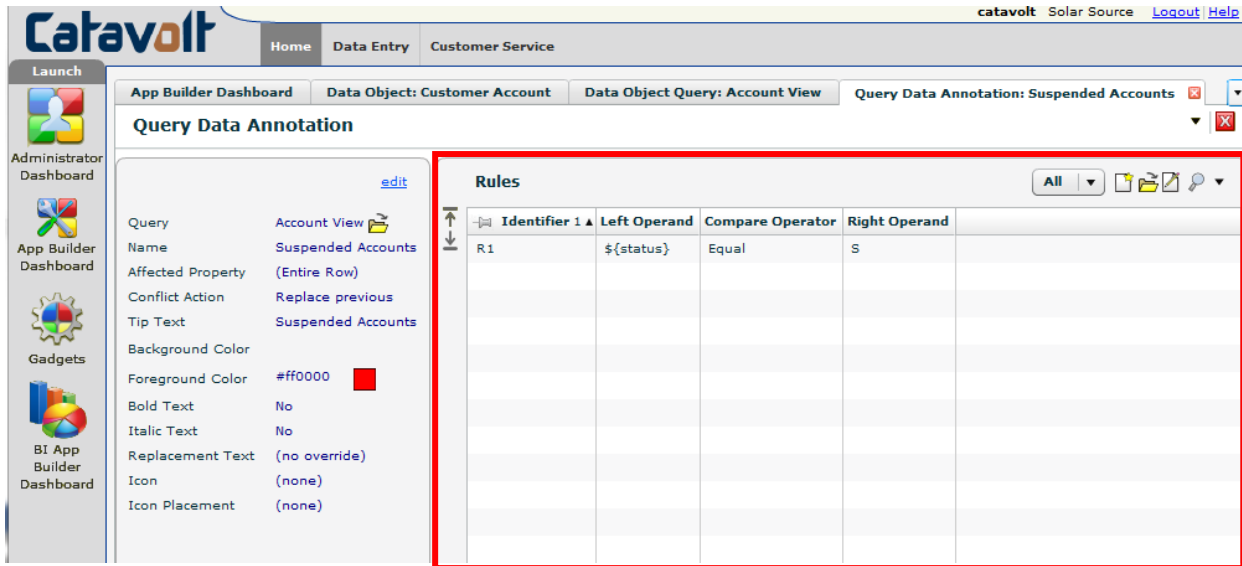 catavolt Solar Source Logout Help
Catavolt
Home Data Entry Customer Service
Launch
App Builder Dashboard Data Object: Customer Account Data Object Query: Account View Query Data Annotation: Suspended Accounts
Query Data Annotation
Administrator
Dashboard
App Builder
Dashboard
Gadgets
BI App
Builder
Dashboard
edit
Query Account View
Name Suspended Accounts
Affected Property (Entire Row)
Conflict Action Replace previous
Tip Text Suspended Accounts
Background Color
Foreground Color #ff0000
Bold Text No
Italic Text No
Replacement Text (no override)
Icon (none)
Icon Placement (none)
Rules All
Identifier 1 Left Operand Compare Operator Right Operand
R1 ${status} Equal S